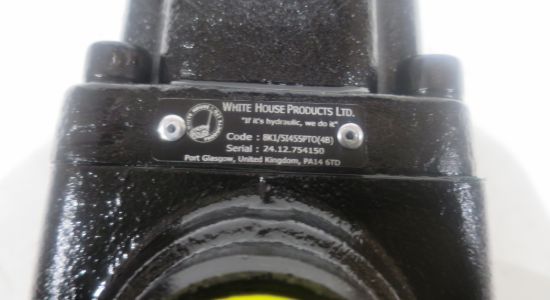 WHITE HOUSE PRODUCTS LTD.
"If it's hydraulic, we do it"
Code : 8K1/SI455PTO(4B)
Serial : 24.12.754150
Port Glasgow, United Kingdom, PA14 6TD